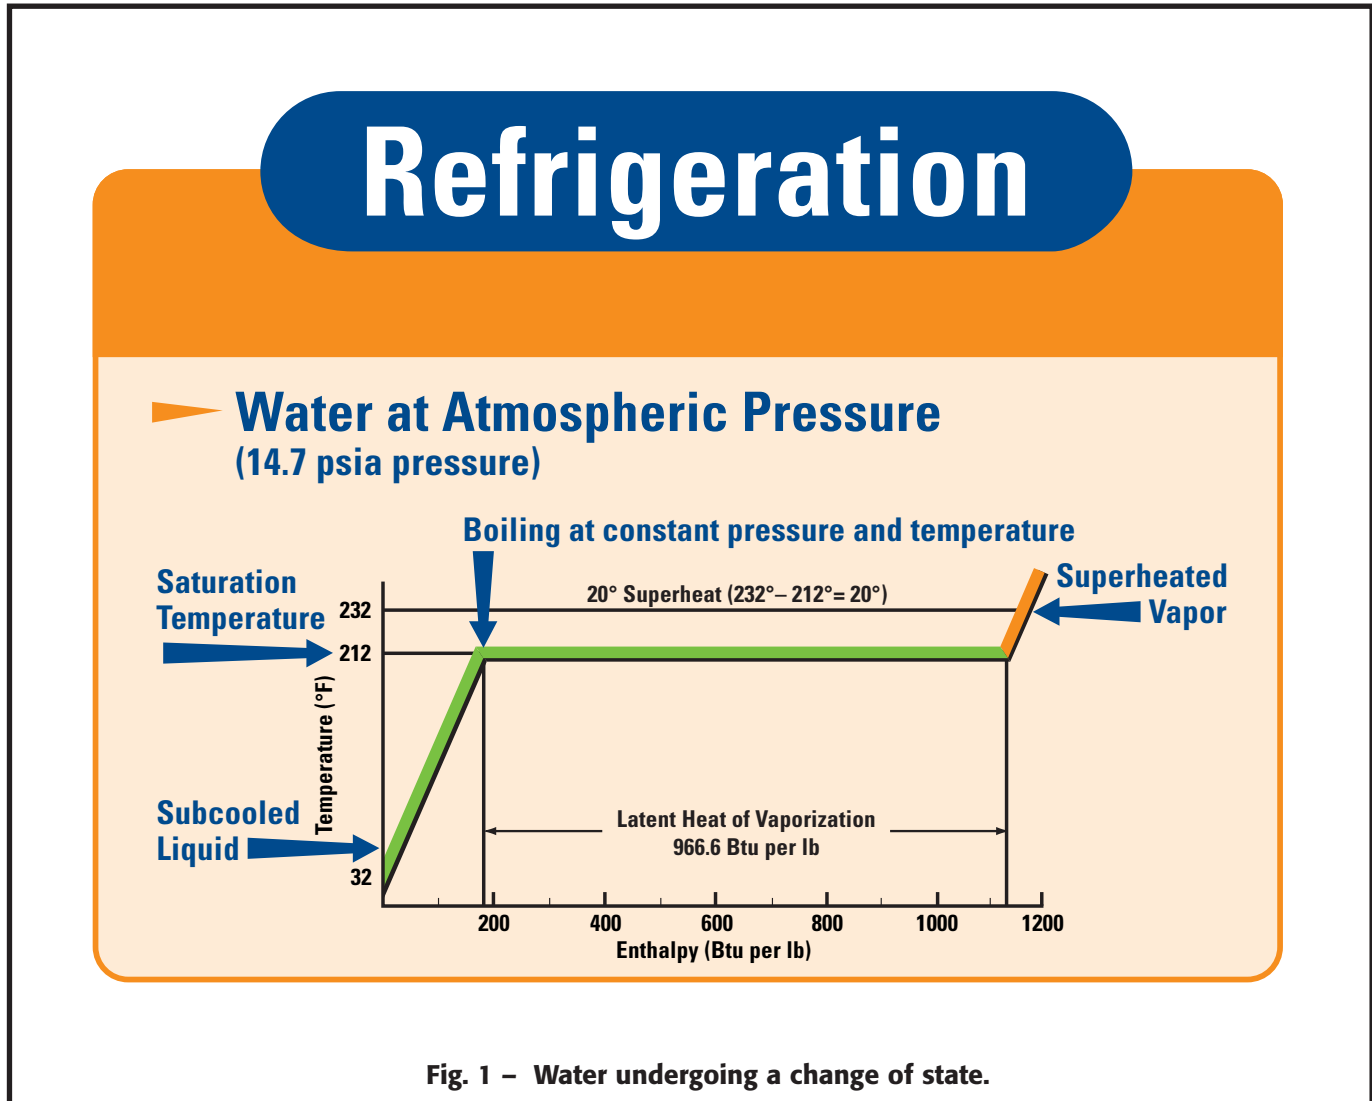 Refrigeration
Water at Atmospheric Pressure
(14.7 psia pressure)
Boiling at constant pressure and temperature
Saturation
Temperature
Superheated
Vapor
20° Superheat (232°– 212°= 20°)
232
212
Temperature (°F)
Subcooled
Liquid
Latent Heat of Vaporization
966.6 Btu per lb
32
200 400 600 800 1000 1200
Enthalpy (Btu per lb)
Fig. 1 – Water undergoing a change of state.